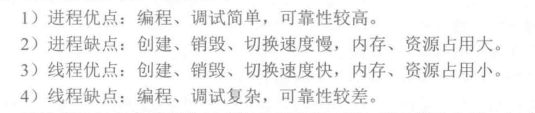 1）进程优点：编程、调试简单，可靠性较高。
2）进程缺点：创建、销毁、切换速度慢，内存、资源占用大。
3）线程优点：创建、销毁、切换速度快，内存、资源占用小。
4）线程缺点：编程、调试复杂，可靠性较差。